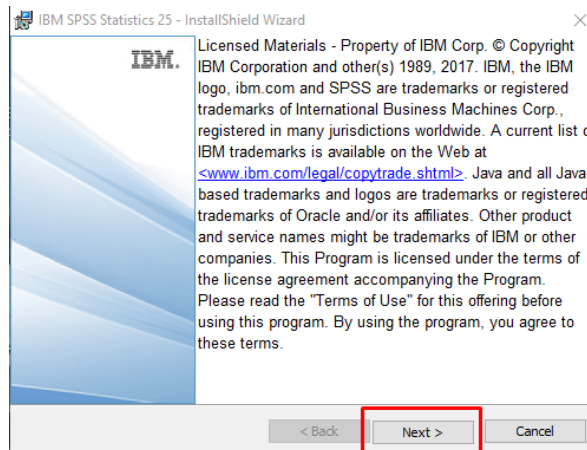 IBM SPSS Statistics 25 - InstallShield Wizard
IBM.
Licensed Materials - Property of IBM Corp. © Copyright
IBM Corporation and other(s) 1989, 2017. IBM, the IBM
logo, ibm.com and SPSS are trademarks or registered
trademarks of International Business Machines Corp.,
registered in many jurisdictions worldwide. A current list
IBM trademarks is available on the Web at
<www.ibm.com/legal/copytrade.shtml>. Java and all Java
based trademarks and logos are trademarks or registered
trademarks of Oracle and/or its affiliates. Other product
and service names might be trademarks of IBM or other
companies. This Program is licensed under the terms of
the license agreement accompanying the Program.
Please read the "Terms of Use" for this offering before
using this program. By using the program, you agree to
these terms.
< Back
Next >
Cancel